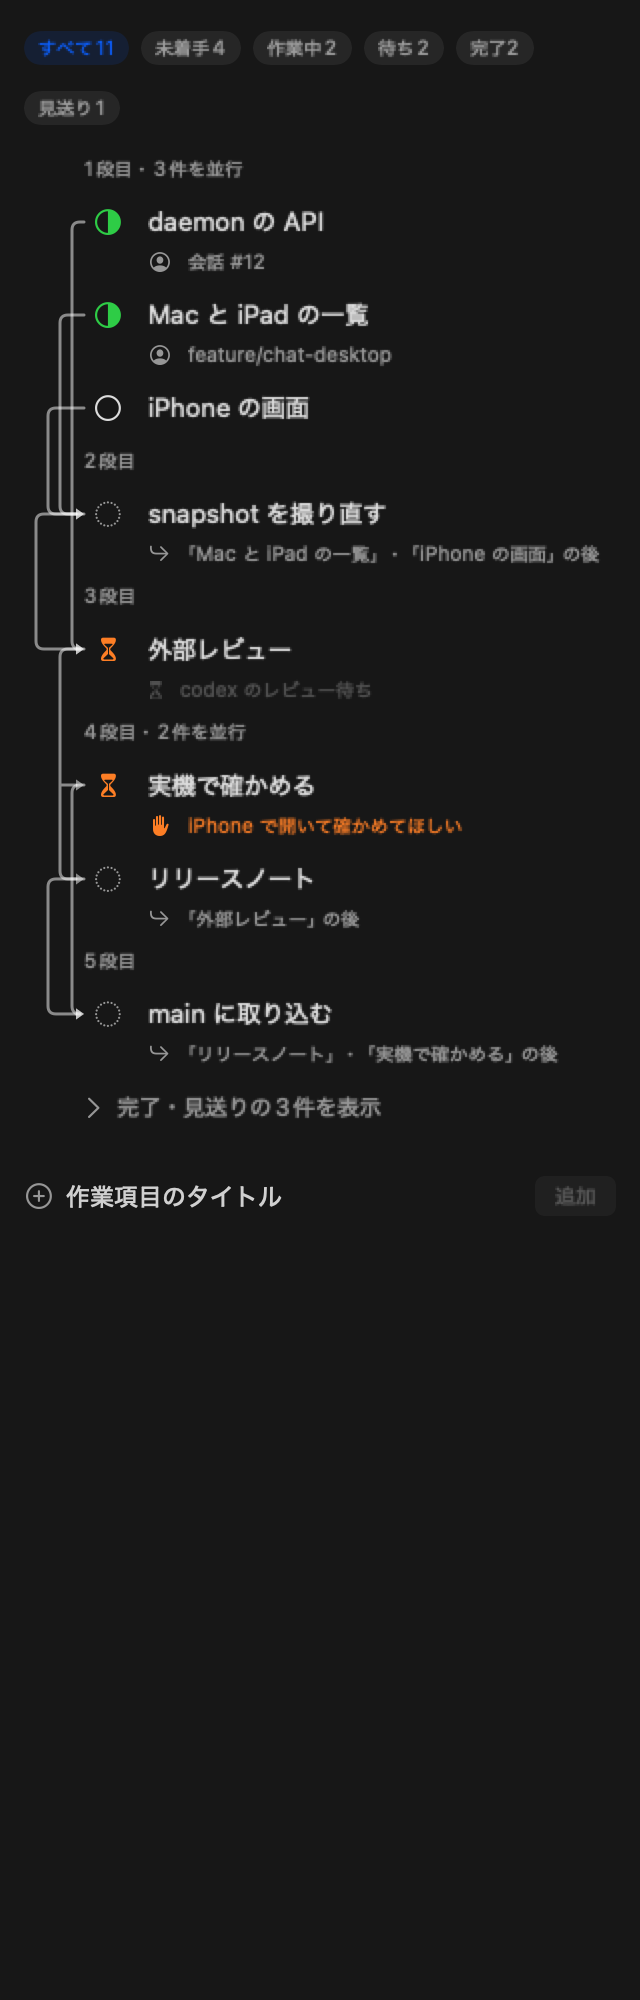 すべて 11 未着手 4 作業中 2 待ち 2 完了 2
見送り 1
1段目・3件を並行
daemon の API
会話 #12
Mac と iPad の一覧
feature/chat-desktop
iPhone の画面
2段目
snapshot を撮り直す
「Mac と iPad の一覧」・「iPhone の画面」の後
3段目
外部レビュー
codex のレビュー待ち
4段目・2件を並行
実機で確かめる
iPhone で開いて確かめてほしい
リリースノート
「外部レビュー」の後
5段目
main に取り込む
「リリースノート」・「実機で確かめる」の後
完了・見送りの3件を表示
作業項目のタイトル 追加